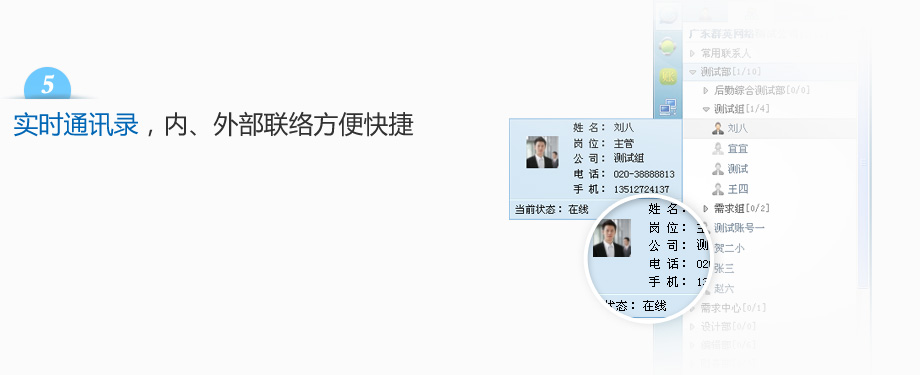 5
实时通讯录，内、外部联络方便快捷
姓 名： 刘八
岗 位： 主管
公 司： 测试组
电 话： 020-38888813
手 机： 13512724137
当前状态：在线
姓 名：
岗 位： 主
公 司： 测
电 话： 020
手 机： 13
状态：在线
广东群英网络
常用联系人
测试部[1/10]
后勤综合测试部[0/0]
测试组[1/4]
刘八
宣宣
测试
王四
需求组[0/2]
测试账号一
贺二小
张三
赵六
需求中心[0/1]
设计部[0/0]